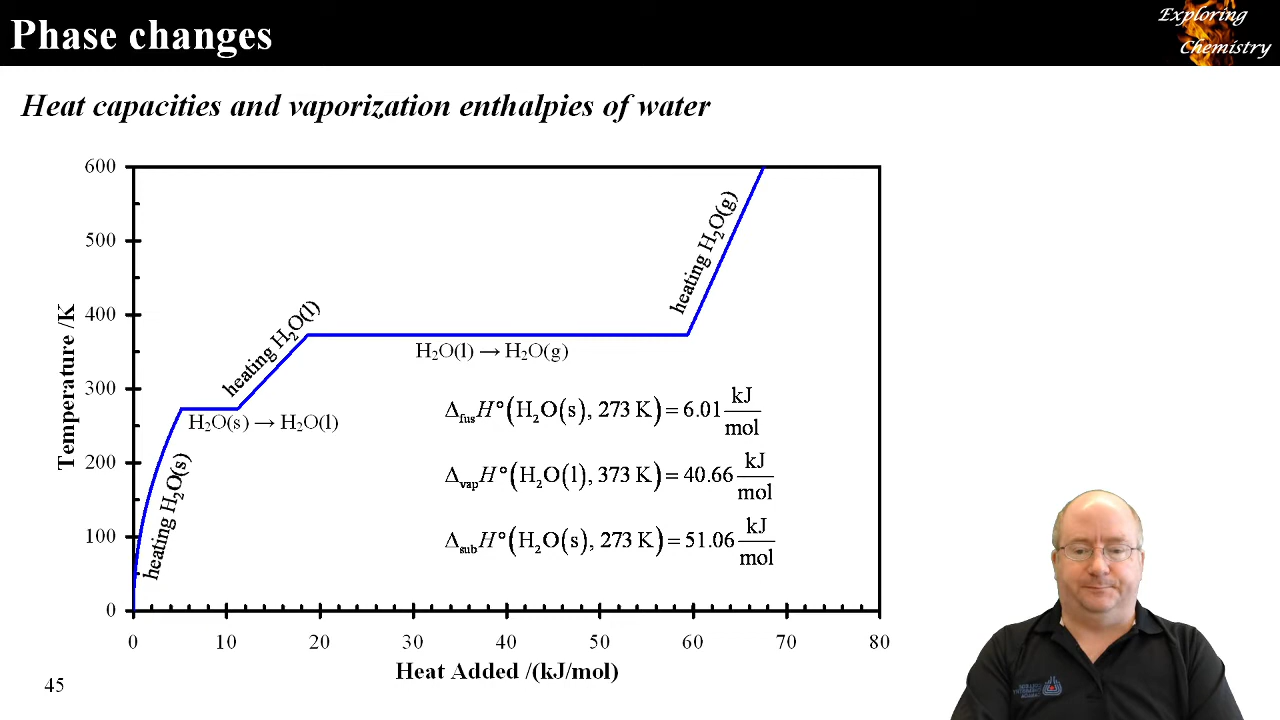 Phase changes
Exploring
Chemistry
Heat capacities and vaporization enthalpies of water
600
500
400
300
200
100
0
Temperature /K
heating H₂O(s)
H₂O(s) → H₂O(l)
heating H₂O(l)
H₂O(l) → H₂O(g)
heating H₂O(g)
Δ_fus H°(H₂O(s), 273 K) = 6.01 kJ/mol
Δ_vap H°(H₂O(l), 373 K) = 40.66 kJ/mol
Δ_sub H°(H₂O(s), 273 K) = 51.06 kJ/mol
0 10 20 30 40 50 60 70 80
Heat Added /(kJ/mol)
45